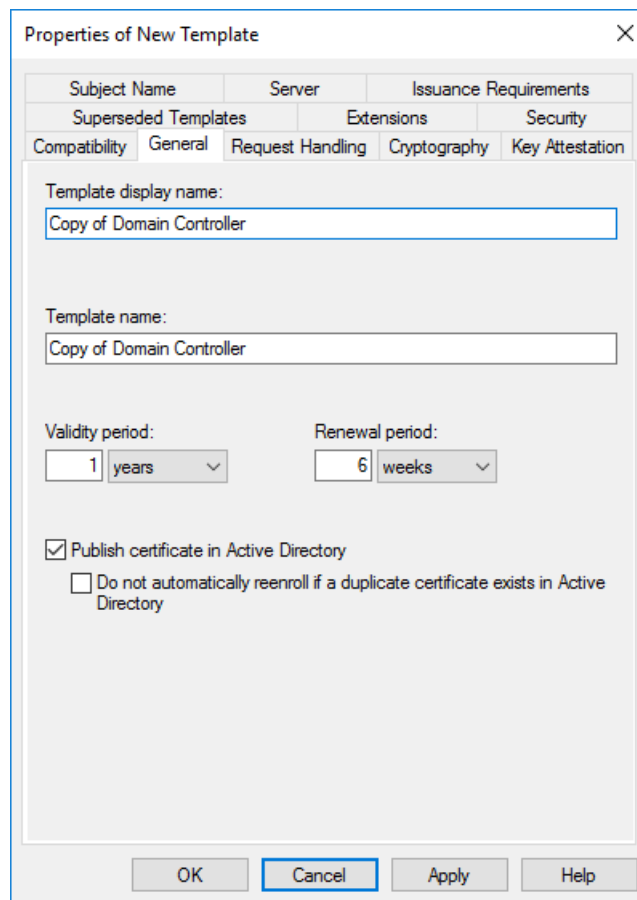 Properties of New Template
Subject Name Server Issuance Requirements
Superseded Templates Extensions Security
Compatibility General Request Handling Cryptography Key Attestation
Template display name:
Copy of Domain Controller
Template name:
Copy of Domain Controller
Validity period: Renewal period:
1 years 6 weeks
Publish certificate in Active Directory
Do not automatically reenroll if a duplicate certificate exists in Active
Directory
OK Cancel Apply Help